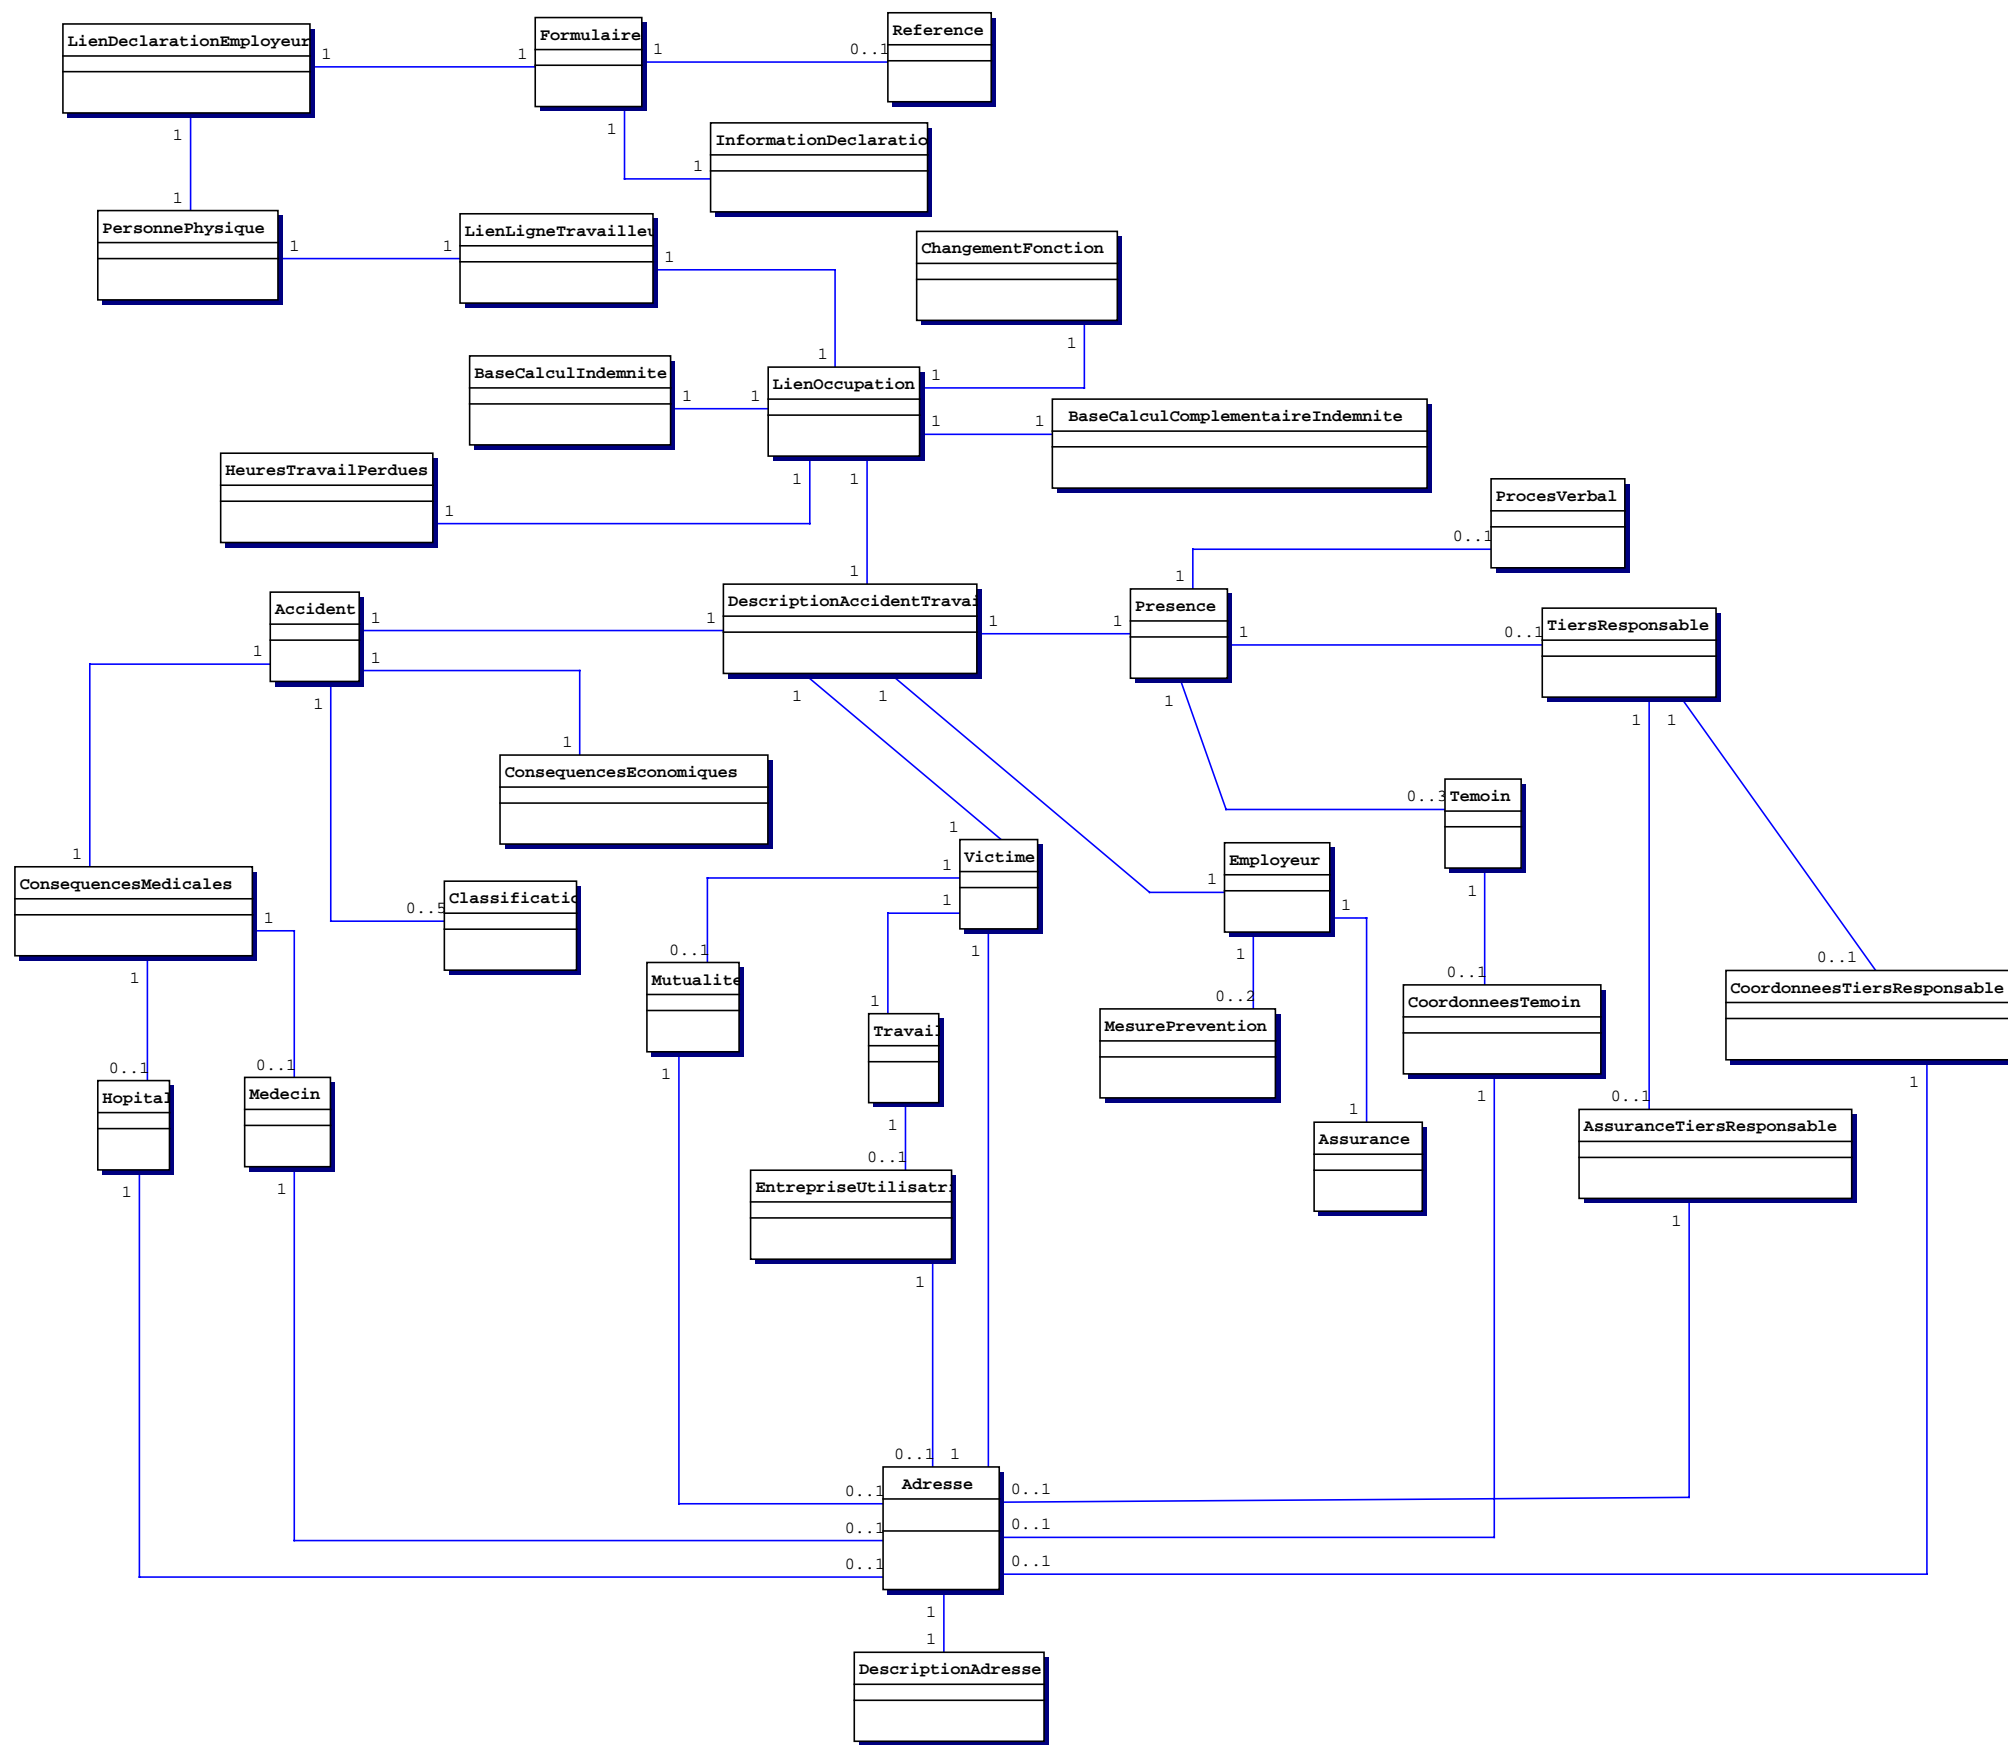 LienDeclarationEmployeur
1
1
Formulaire
1
0..1
Reference
1
1
InformationDeclaratio
1
1
PersonnePhysique
1
1
LienLigneTravailleu
1
1
ChangementFonction
1
1
BaseCalculIndemnite
1
1
LienOccupation
1
1
BaseCalculComplementaireIndemnite
1
1
HeuresTravailPerdues
1
1
ProcesVerbal
0..1
1
Accident
1
1
DescriptionAccidentTravai
1
1
Presence
1
0..1
TiersResponsable
1
1
1
1
1
1
1
1
1
1
ConsequencesEconomiques
0..3
Temoin
1
1
Victime
1
1
Employeur
1
1
1
ConsequencesMedicales
1
0..5
Classificatio
1
1
0..1
Mutualite
1
1
Travail
1
0..2
MesurePrevention
0..1
CoordonneesTemoin
0..1
CoordonneesTiersResponsable
0..1
Hopital
0..1
Medecin
1
1
1
1
1
0..1
EntrepriseUtilisatri
1
1
Assurance
0..1
AssuranceTiersResponsable
1
1
1
0..1
1
Adresse
0..1
0..1
0..1
0..1
0..1
0..1
1
1
DescriptionAdresse